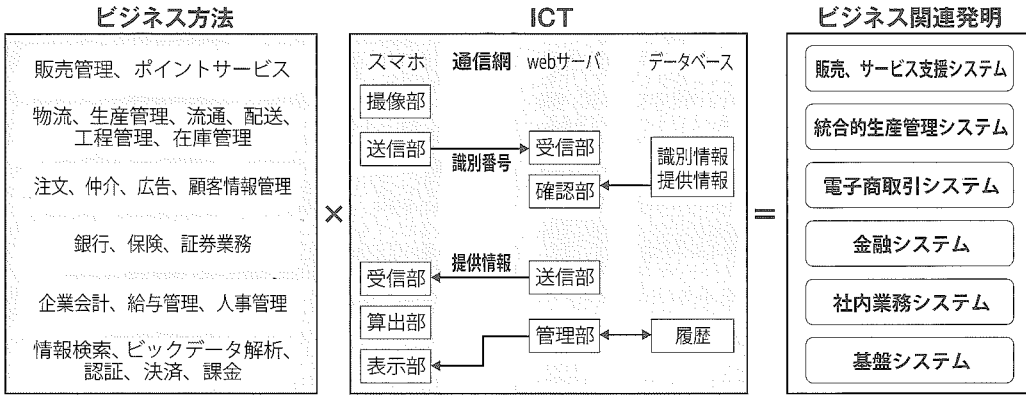 ビジネス方法
販売管理、ポイントサービス
物流、生産管理、流通、配送、
工程管理、在庫管理
注文、仲介、広告、顧客情報管理
銀行、保険、証券業務
企業会計、給与管理、人事管理
情報検索、ビックデータ解析、
認証、決済、課金
×
ICT
スマホ
通信網
webサーバ
データベース
撮像部
送信部
識別番号
受信部
識別情報
提供情報
確認部
受信部
提供情報
送信部
算出部
管理部
履歴
表示部
=
ビジネス関連発明
販売、サービス支援システム
統合的生産管理システム
電子商取引システム
金融システム
社内業務システム
基盤システム